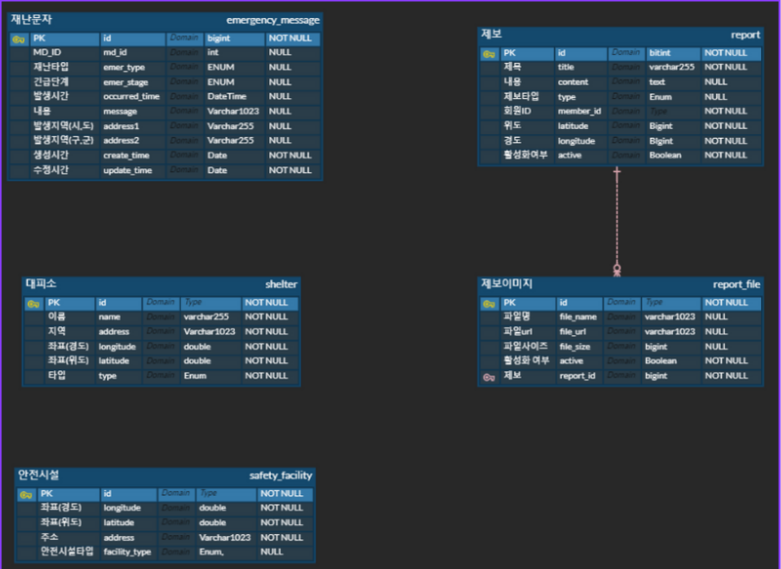 재난문자 emergency_message
PK id Domain bigint NOT NULL
MD_ID md_id Domain int NULL
재난타입 emer_type Domain ENUM NULL
긴급단계 emer_stage Domain ENUM NULL
발생시간 occurred_time Domain DateTime NULL
내용 message Domain Varchar1023 NULL
발생지역(시,도) address1 Domain Varchar255 NULL
발생지역(구,군) address2 Domain Varchar255 NULL
생성시간 create_time Domain Date NOT NULL
수정시간 update_time Domain Date NOT NULL
제보 report
PK id Domain bitint NOT NULL
제목 title Domain varchar255 NOT NULL
내용 content Domain text NULL
제보타입 type Domain Enum NULL
회원ID member_id Domain Type NOT NULL
위도 latitude Domain Bigint NOT NULL
경도 longitude Domain BIgint NOT NULL
활성화여부 active Domain Boolean NOT NULL
대피소 shelter
PK id Domain Type NOT NULL
이름 name Domain varchar255 NOT NULL
지역 address Domain Varchar1023 NOT NULL
좌표(경도) longitude Domain double NOT NULL
좌표(위도) latitude Domain double NOT NULL
타입 type Domain Enum NOT NULL
제보이미지 report_file
PK id Domain Type NOT NULL
파일명 file_name Domain varchar1023 NULL
파일url file_url Domain varchar1023 NULL
파일사이즈 file_size Domain bigint NULL
활성화 여부 active Domain Boolean NOT NULL
제보 report_id Domain bigint NOT NULL
안전시설 safety_facility
PK id Domain Type NOT NULL
좌표(경도) longitude Domain double NOT NULL
좌표(위도) latitude Domain double NOT NULL
주소 address Domain Varchar1023 NOT NULL
안전시설타입 facility_type Domain Enum, NULL